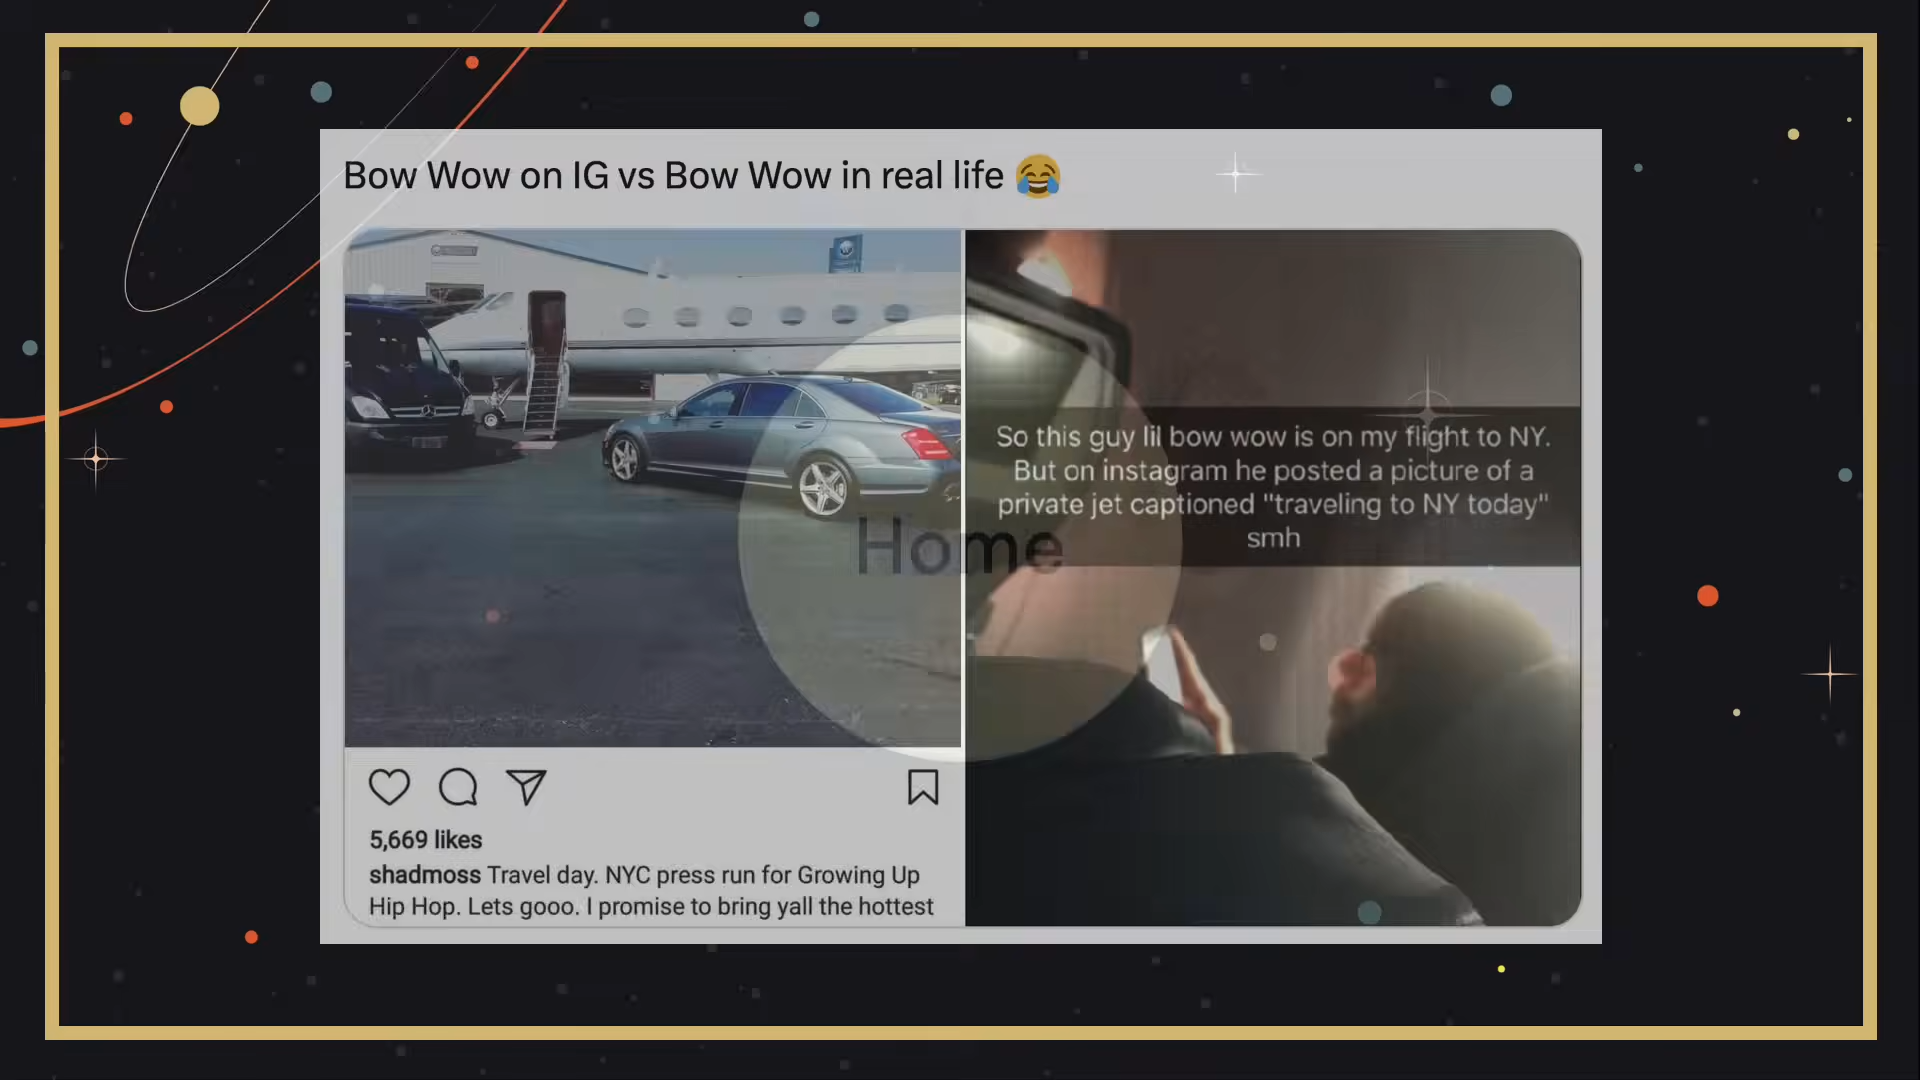 Bow Wow on IG vs Bow Wow in real life 😂
So this guy lil bow wow is on my flight to NY.
But on instagram he posted a picture of a
private jet captioned "traveling to NY today"
smh
Home
5,669 likes
shadmoss Travel day. NYC press run for Growing Up
Hip Hop. Lets gooo. I promise to bring yall the hottest